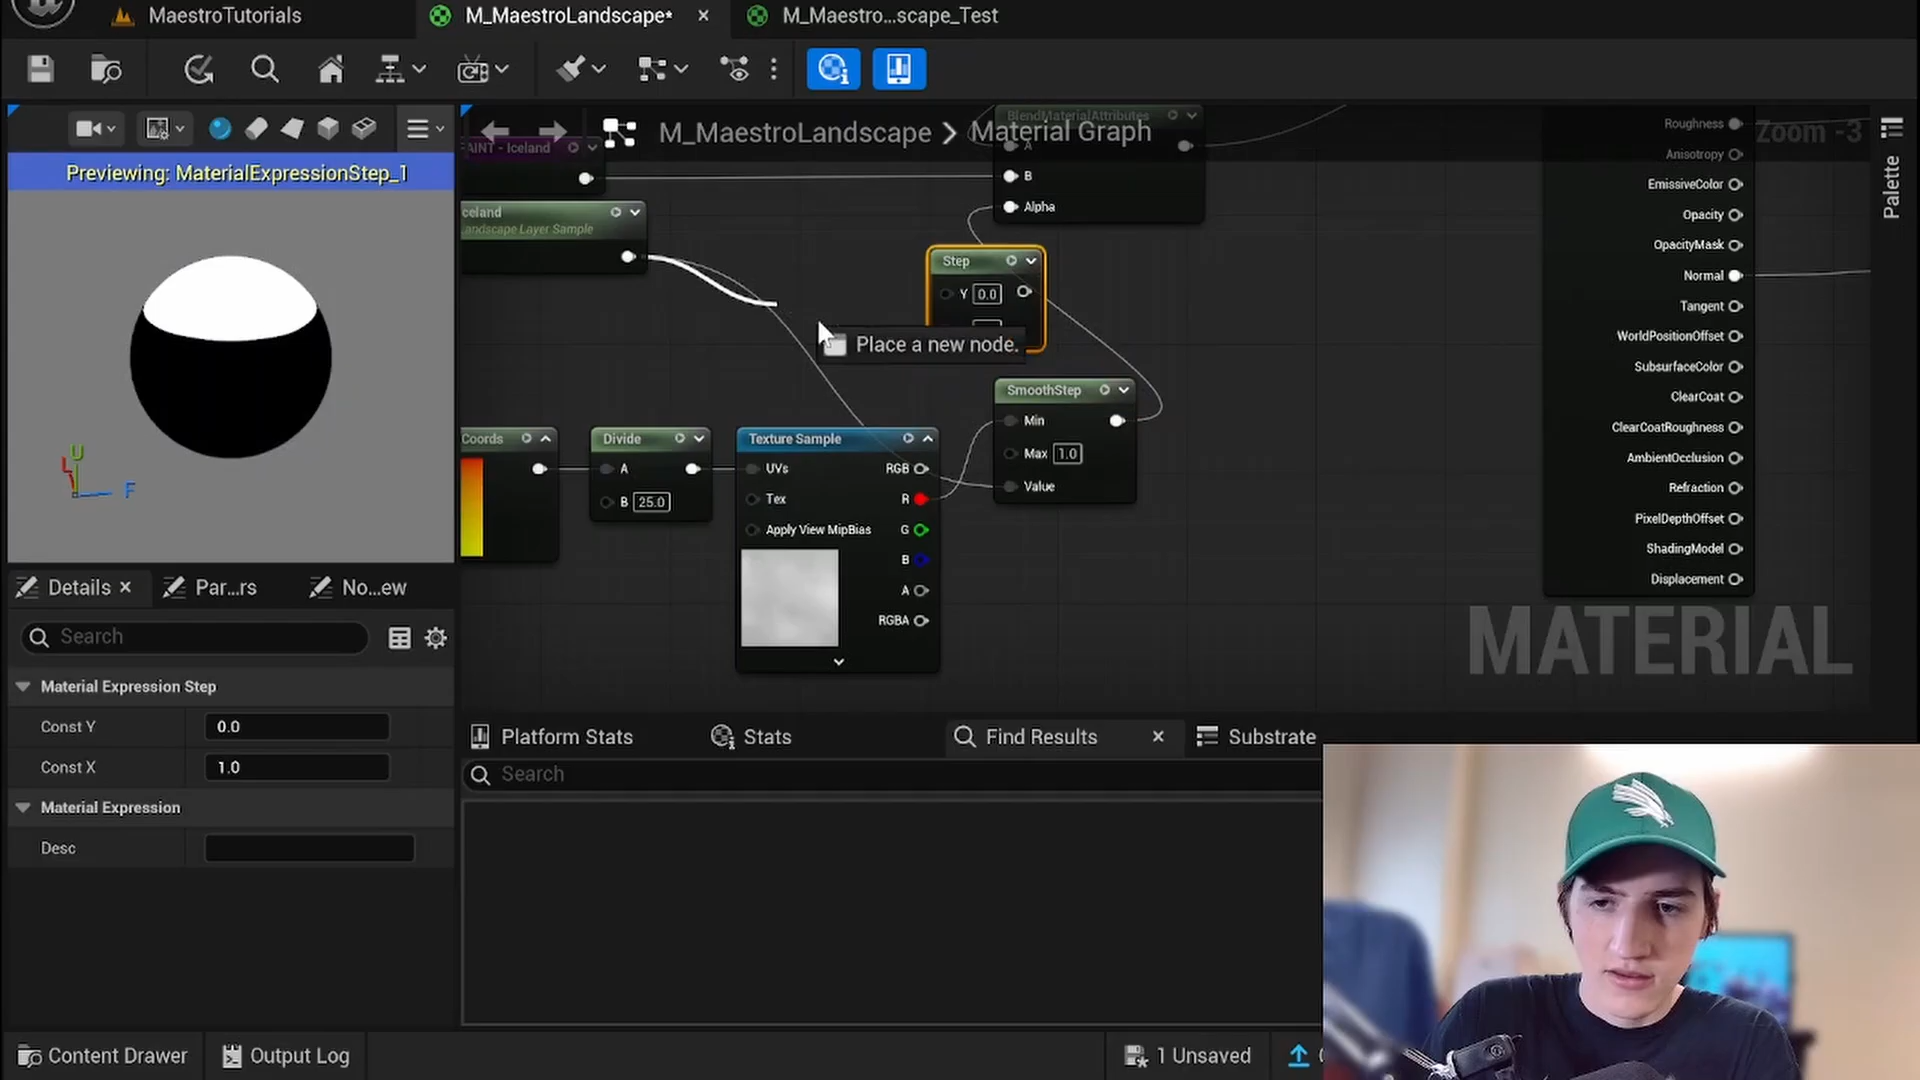 MaestroTutorials
M_MaestroLandscape*
M_Maestro...scape_Test
M_MaestroLandscape > Material Graph
Zoom -3
Palette
Previewing: MaterialExpressionStep_1
PAINT - Iceland
celand
Landscape Layer Sample
BlendMaterialAttributes
A
B
Alpha
Step
Y 0.0
Place a new node.
SmoothStep
Min
Max 1.0
Value
Coords
Divide
A
B 25.0
Texture Sample
UVs
Tex
Apply View MipBias
RGB
R
G
B
A
RGBA
Roughness
Anisotropy
EmissiveColor
Opacity
OpacityMask
Normal
Tangent
WorldPositionOffset
SubsurfaceColor
ClearCoat
ClearCoatRoughness
AmbientOcclusion
Refraction
PixelDepthOffset
ShadingModel
Displacement
MATERIAL
Details
Par...rs
No...ew
Search
Material Expression Step
Const Y 0.0
Const X 1.0
Material Expression
Desc
Platform Stats
Stats
Find Results
Substrate
Search
Content Drawer
Output Log
1 Unsaved